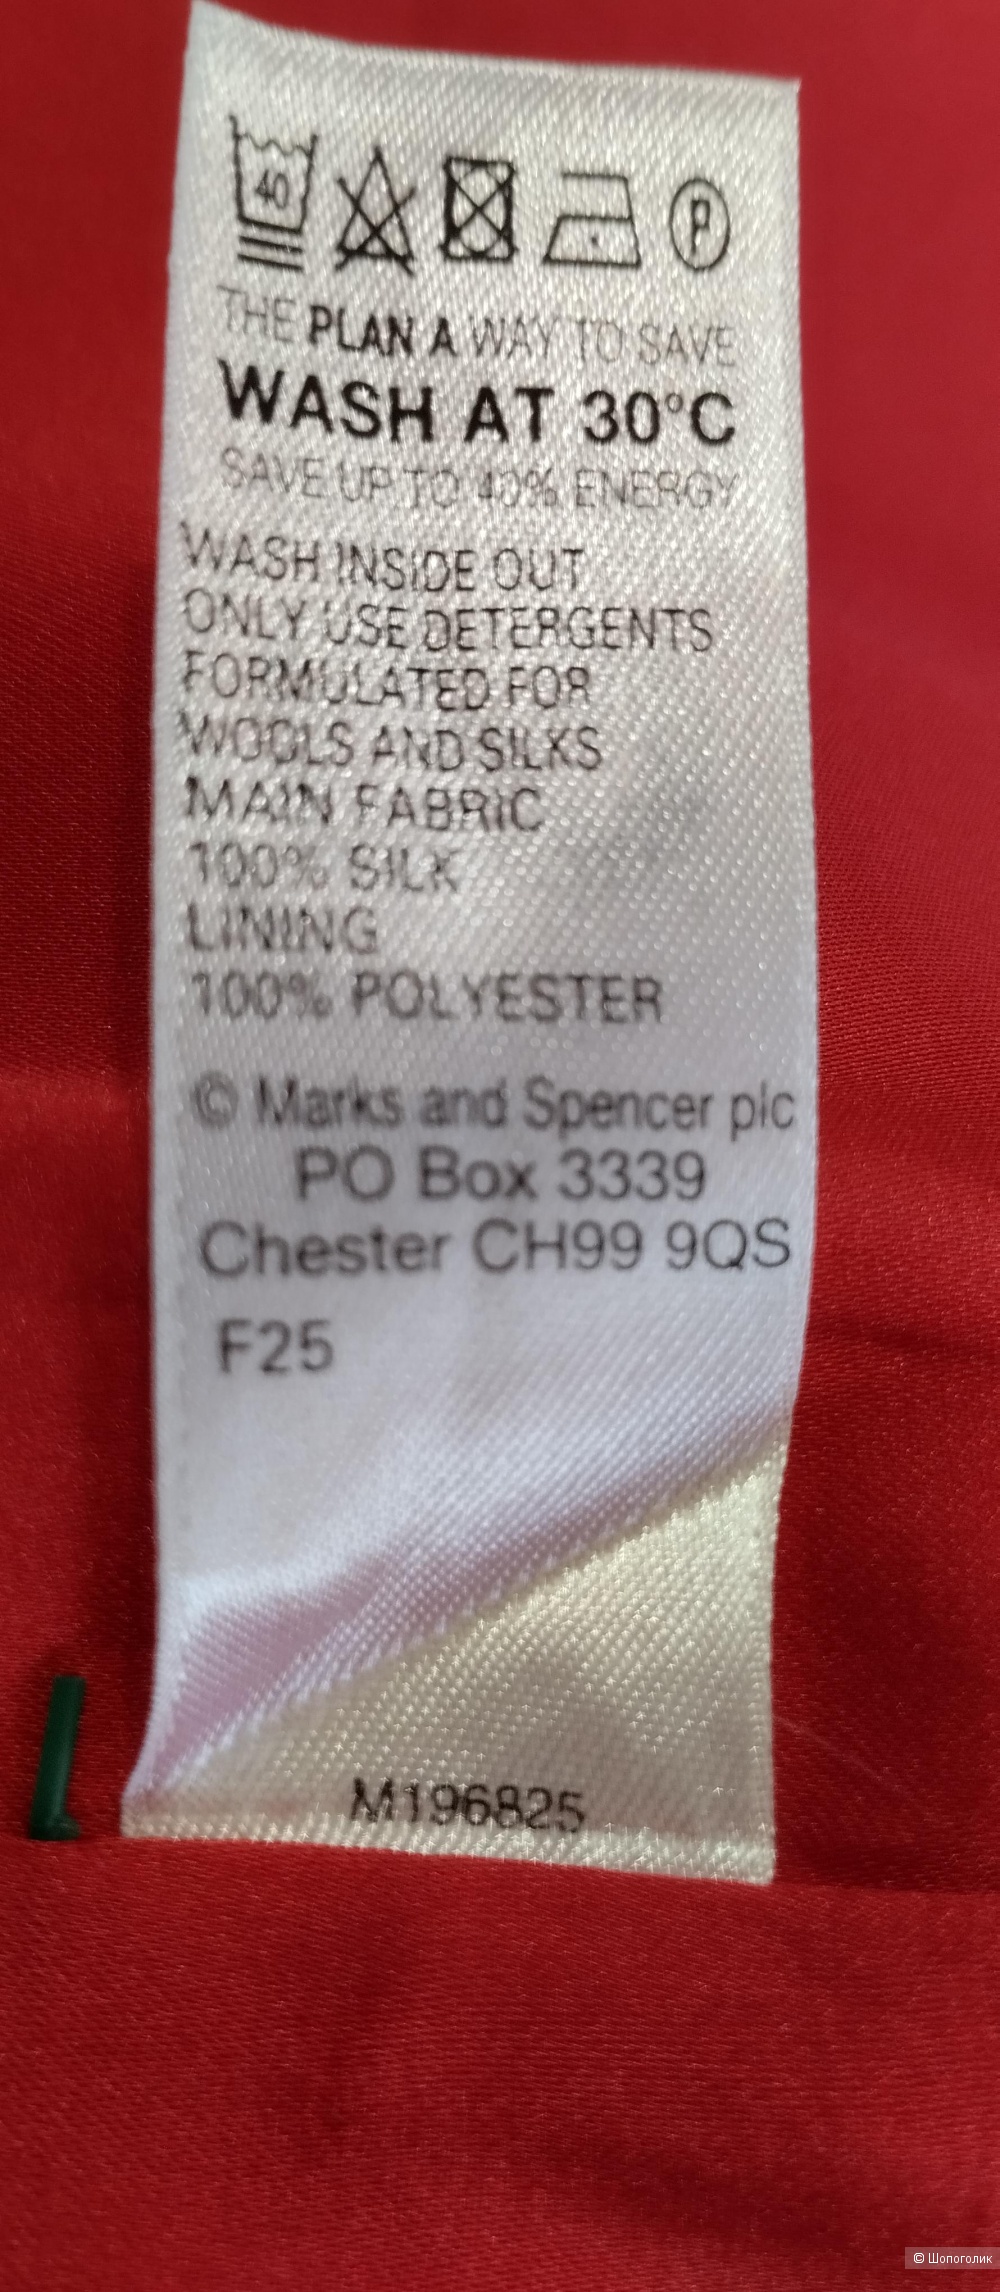 40
P
THE PLAN A WAY TO SAVE
WASH AT 30°C
SAVE UP TO 40% ENERGY
WASH INSIDE OUT
ONLY USE DETERGENTS
FORMULATED FOR
WOOLS AND SILKS
MAIN FABRIC
100% SILK
LINING
100% POLYESTER
© Marks and Spencer plc
PO Box 3339
Chester CH99 9QS
F25
M196825
© Шопоголик